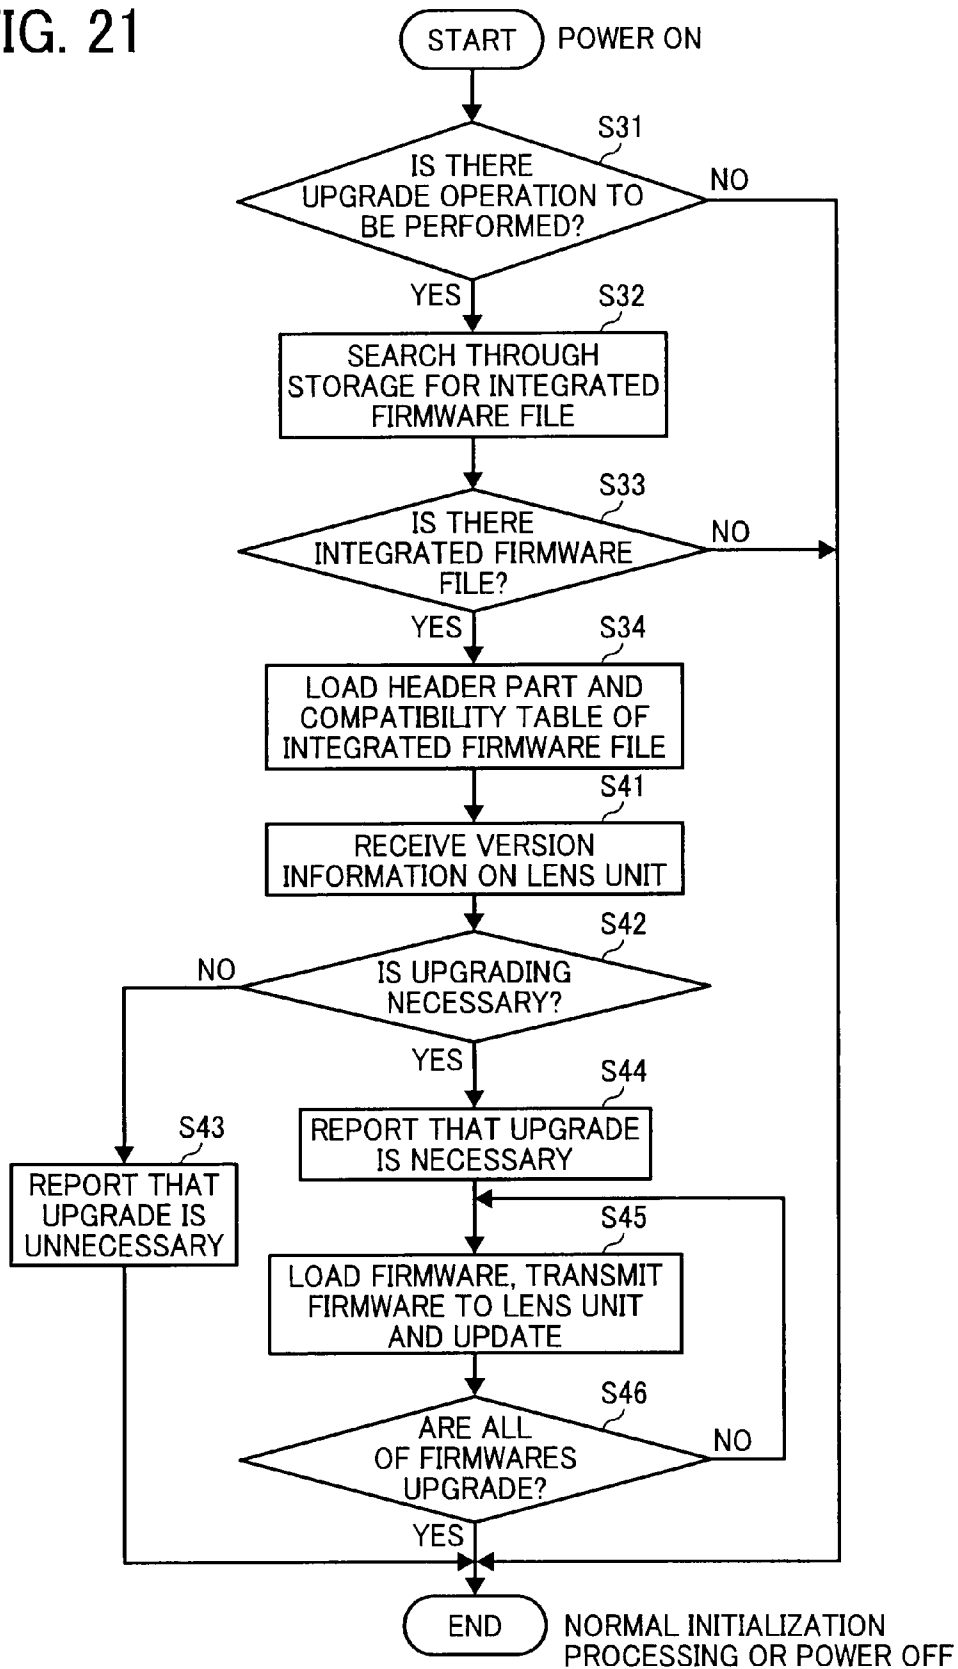 IG. 21
START
POWER ON
S31
IS THERE
UPGRADE OPERATION TO
BE PERFORMED?
NO
YES
S32
SEARCH THROUGH
STORAGE FOR INTEGRATED
FIRMWARE FILE
S33
IS THERE
INTEGRATED FIRMWARE
FILE?
NO
YES
S34
LOAD HEADER PART AND
COMPATIBILITY TABLE OF
INTEGRATED FIRMWARE FILE
S41
RECEIVE VERSION
INFORMATION ON LENS UNIT
S42
IS UPGRADING
NECESSARY?
NO
YES
S43
REPORT THAT
UPGRADE IS
UNNECESSARY
S44
REPORT THAT UPGRADE
IS NECESSARY
S45
LOAD FIRMWARE, TRANSMIT
FIRMWARE TO LENS UNIT
AND UPDATE
S46
ARE ALL
OF FIRMWARES
UPGRADE?
NO
YES
END
NORMAL INITIALIZATION
PROCESSING OR POWER OFF